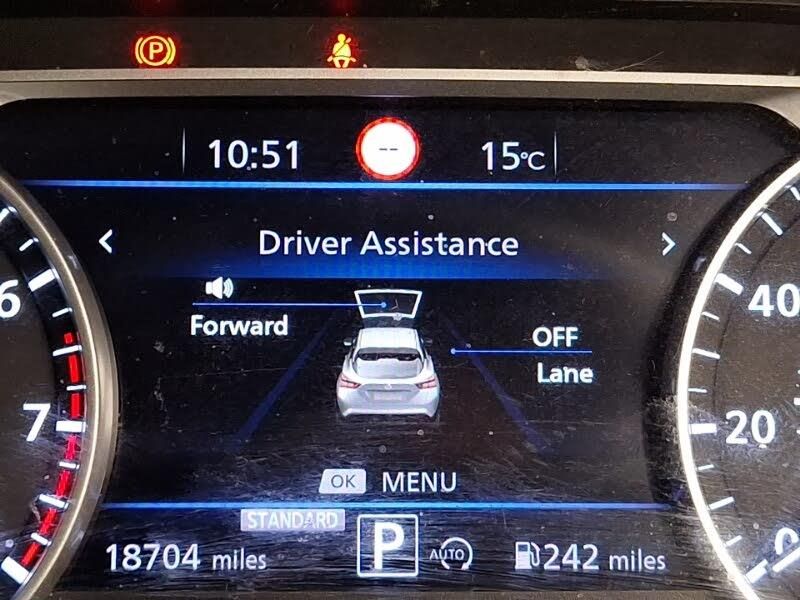 P
10:51 -- 15°C
< Driver Assistance >
Forward
OFF
Lane
OK MENU
STANDARD
18704 miles P AUTO 242 miles
6
7
40
20
0